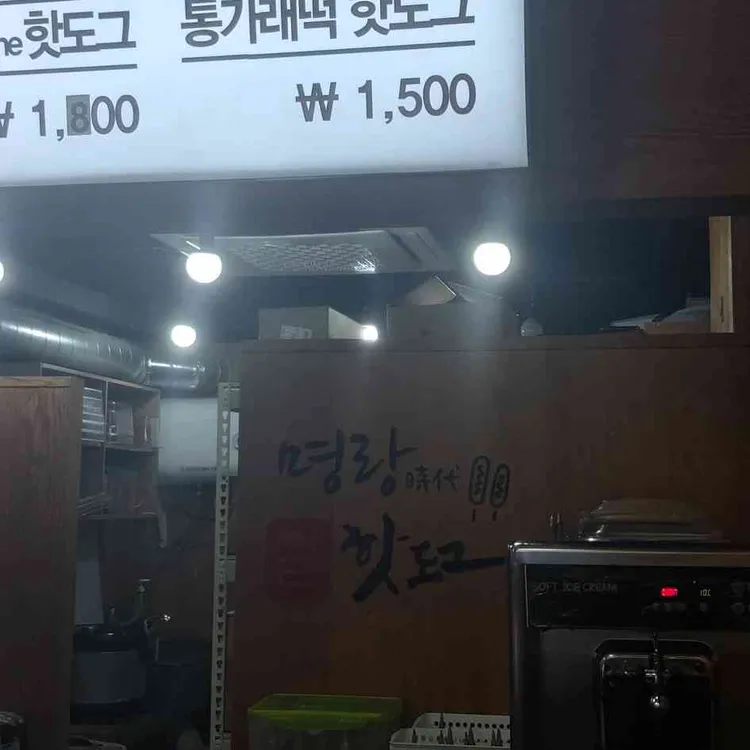 ne 핫도그
통가래떡 핫도그
₩ 1,800
₩ 1,500
명랑時代
핫도그
SOFT ICE CREAM